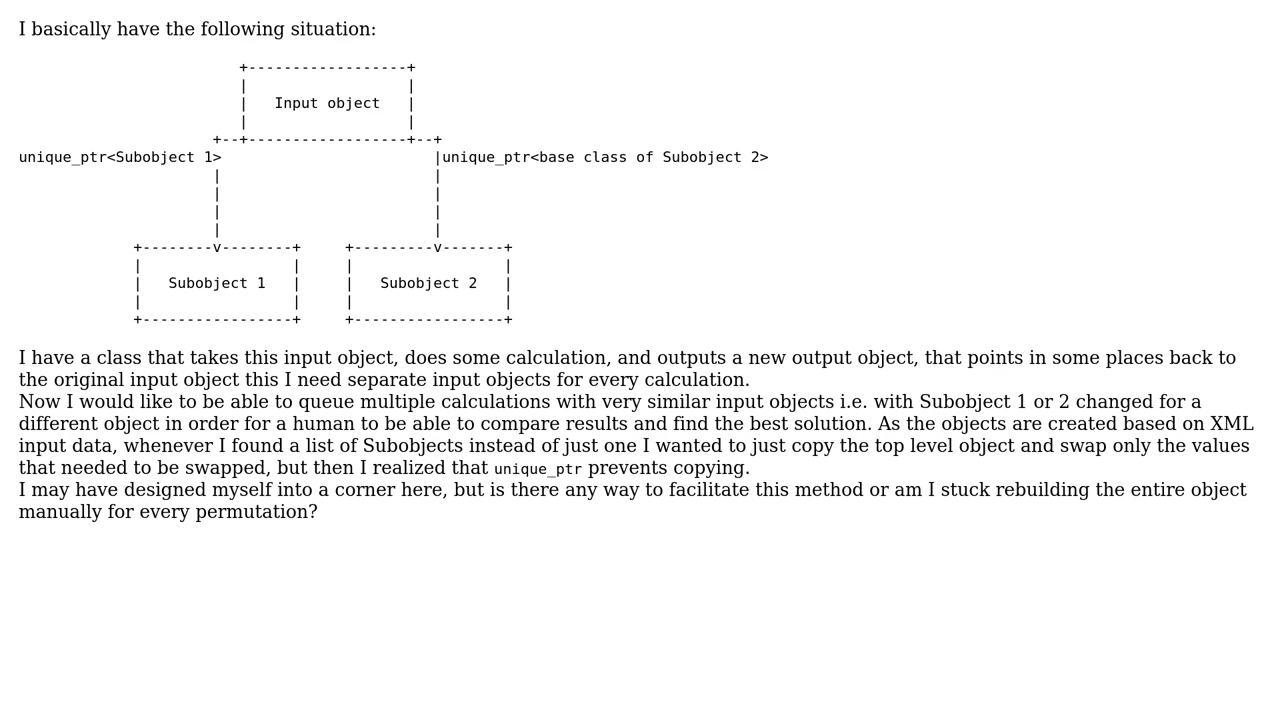 I basically have the following situation:
+------------------+
|                  |
|   Input object   |
|                  |
+--+------------------+--+
unique_ptr<Subobject 1>                        |unique_ptr<base class of Subobject 2>
|                        |
|                        |
|                        |
|                        |
+--------v--------+     +---------v-------+
|                 |     |                 |
|   Subobject 1   |     |   Subobject 2   |
|                 |     |                 |
+-----------------+     +-----------------+
I have a class that takes this input object, does some calculation, and outputs a new output object, that points in some places back to
the original input object this I need separate input objects for every calculation.
Now I would like to be able to queue multiple calculations with very similar input objects i.e. with Subobject 1 or 2 changed for a
different object in order for a human to be able to compare results and find the best solution. As the objects are created based on XML
input data, whenever I found a list of Subobjects instead of just one I wanted to just copy the top level object and swap only the values
that needed to be swapped, but then I realized that unique_ptr prevents copying.
I may have designed myself into a corner here, but is there any way to facilitate this method or am I stuck rebuilding the entire object
manually for every permutation?